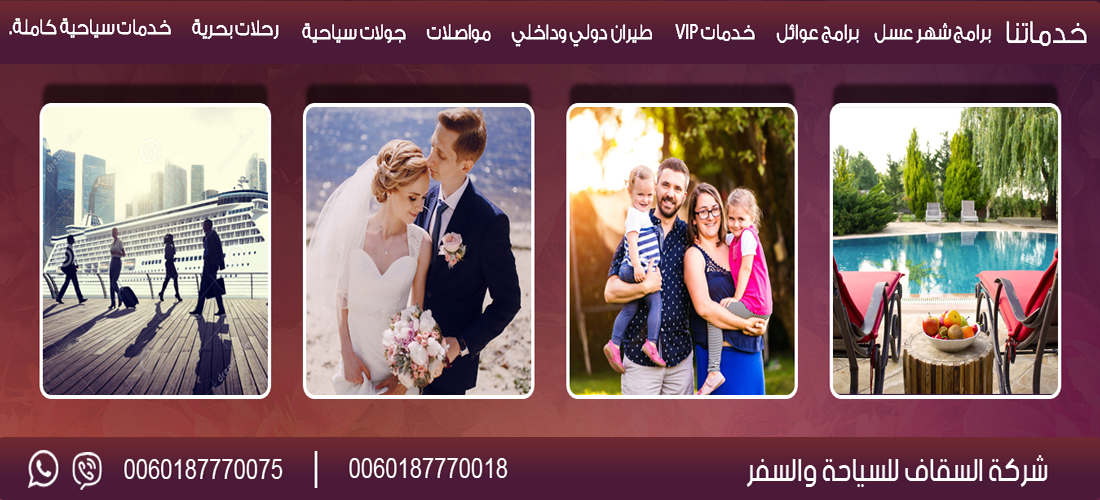 خدماتنا برامج شهر عسل برامج عوائل خدمات VIP طيران دولي وداخلي مواصلات جولات سياحية رحلات بحرية خدمات سياحية كاملة.
شركة السقاف للسياحة والسفر
0060187770075 | 0060187770018